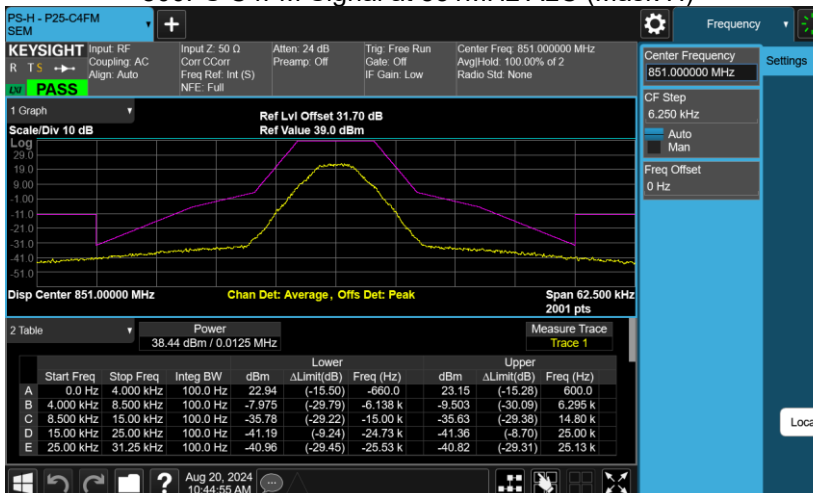 PS-H - P25-C4FM
SEM
Frequency
KEYSIGHT
R T S
LXI
PASS
Input: RF
Coupling: AC
Align: Auto
Input Z: 50 Ω
Corr CCorr
Freq Ref: Int (S)
NFE: Full
Atten: 24 dB
Preamp: Off
Trig: Free Run
Gate: Off
IF Gain: Low
Center Freq: 851.000000 MHz
Avg|Hold: 100.00% of 2
Radio Std: None
Center Frequency
851.000000 MHz
Settings
CF Step
6.250 kHz
Auto
Man
Freq Offset
0 Hz
1 Graph
Scale/Div 10 dB
Ref Lvl Offset 31.70 dB
Ref Value 39.0 dBm
Log
29.0
19.0
9.00
-1.00
-11.0
-21.0
-31.0
-41.0
-51.0
Disp Center 851.00000 MHz
Chan Det: Average , Offs Det: Peak
Span 62.500 kHz
2001 pts
2 Table
Power
38.44 dBm / 0.0125 MHz
Measure Trace
Trace 1
Lower Upper
Start Freq Stop Freq Integ BW dBm ΔLimit(dB) Freq (Hz) dBm ΔLimit(dB) Freq (Hz)
A 0.0 Hz 4.000 kHz 100.0 Hz 22.94 (-15.50) -660.0 23.15 (-15.28) 600.0
B 4.000 kHz 8.500 kHz 100.0 Hz -7.975 (-29.79) -6.138 k -9.503 (-30.09) 6.295 k
C 8.500 kHz 15.00 kHz 100.0 Hz -35.78 (-29.22) -15.00 k -35.63 (-29.38) 14.80 k
D 15.00 kHz 25.00 kHz 100.0 Hz -41.19 (-9.24) -24.73 k -41.36 (-8.70) 25.00 k
E 25.00 kHz 31.25 kHz 100.0 Hz -40.96 (-29.45) -25.53 k -40.82 (-29.31) 25.13 k
Loca
Aug 20, 2024
10:44:55 AM